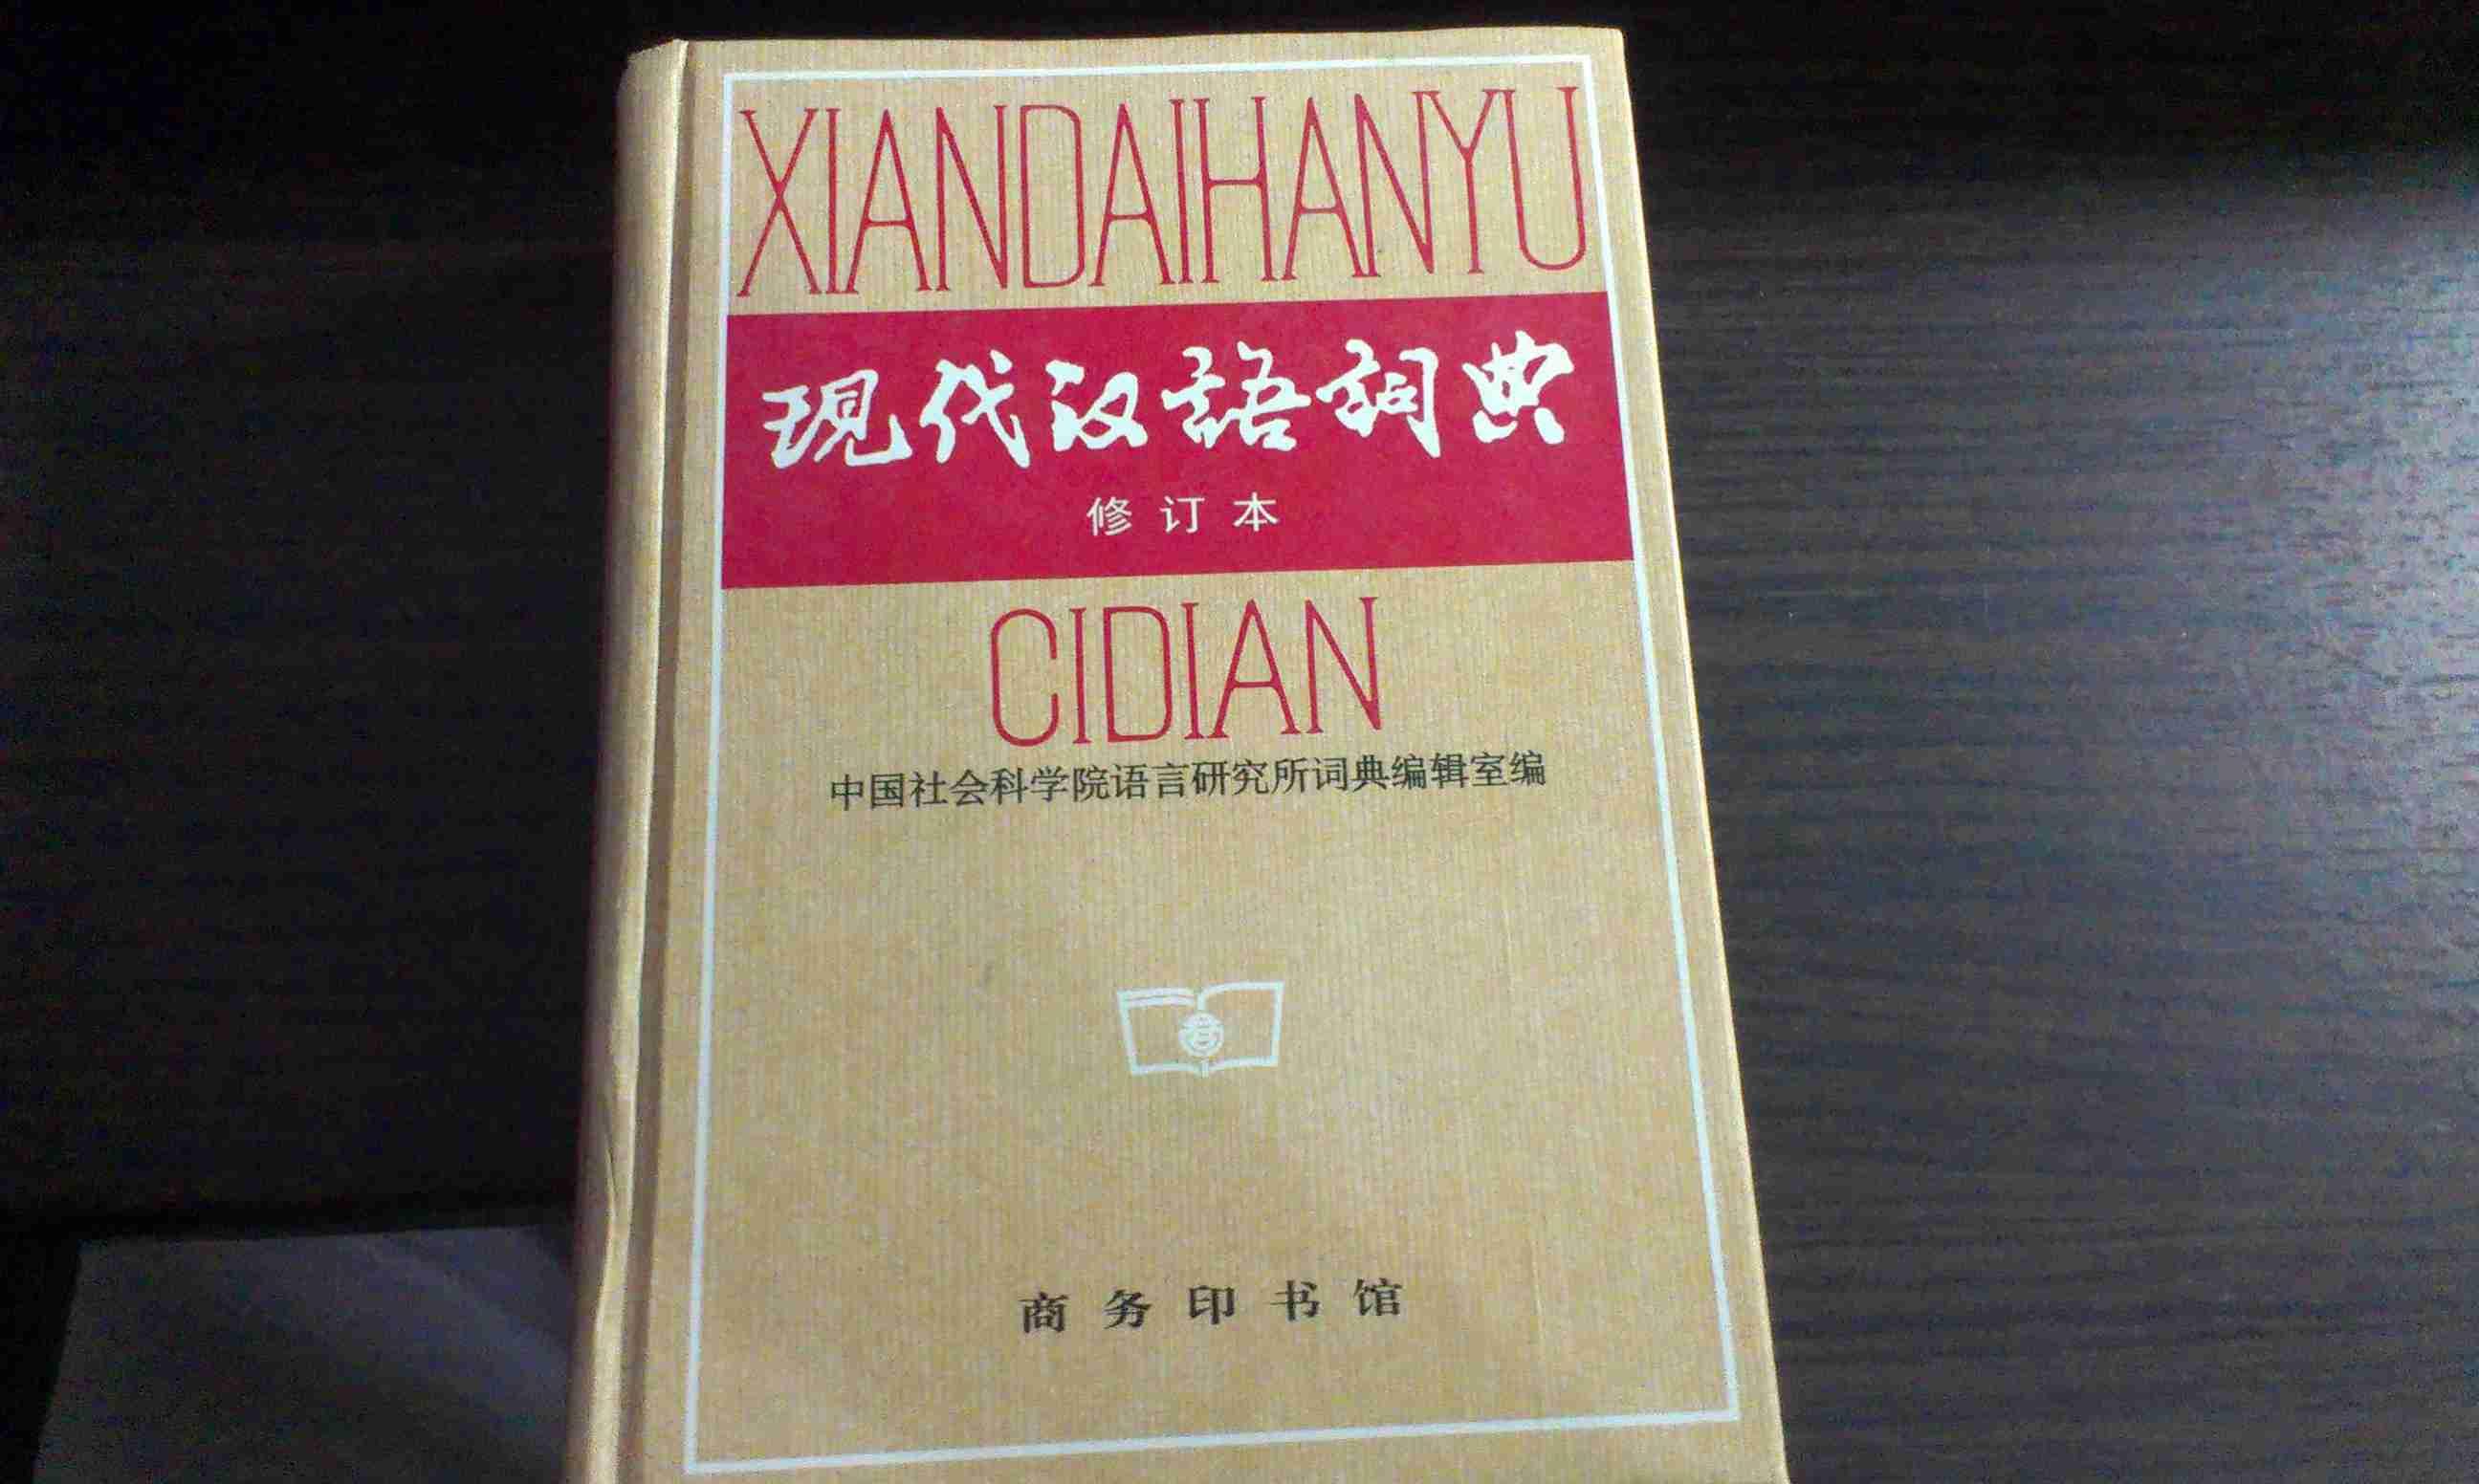 XIANDAIHANYU
现代汉語詞典
修订本
CIDIAN
中国社会科学院语言研究所词典编辑室编
商务印书馆